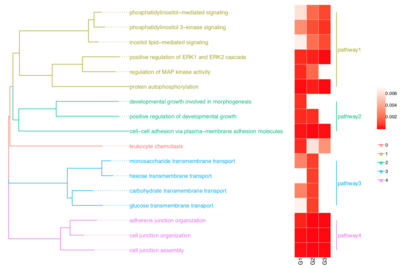 phosphatidylinositol-mediated signaling
phosphatidylinositol 3-kinase signaling
inositol lipid-mediated signaling
positive regulation of ERK1 and ERK2 cascade
regulation of MAP kinase activity
protein autophosphorylation
developmental growth involved in morphogenesis
positive regulation of developmental growth
cell-cell adhesion via plasma-membrane adhesion molecules
leukocyte chemotaxis
monosaccharide transmembrane transport
hexose transmembrane transport
carbohydrate transmembrane transport
glucose transmembrane transport
adherens junction organization
cell junction organization
cell junction assembly
pathway1
pathway2
pathway3
pathway4
G1
G2
G3
0.006
0.004
0.002
0
1
2
3
4